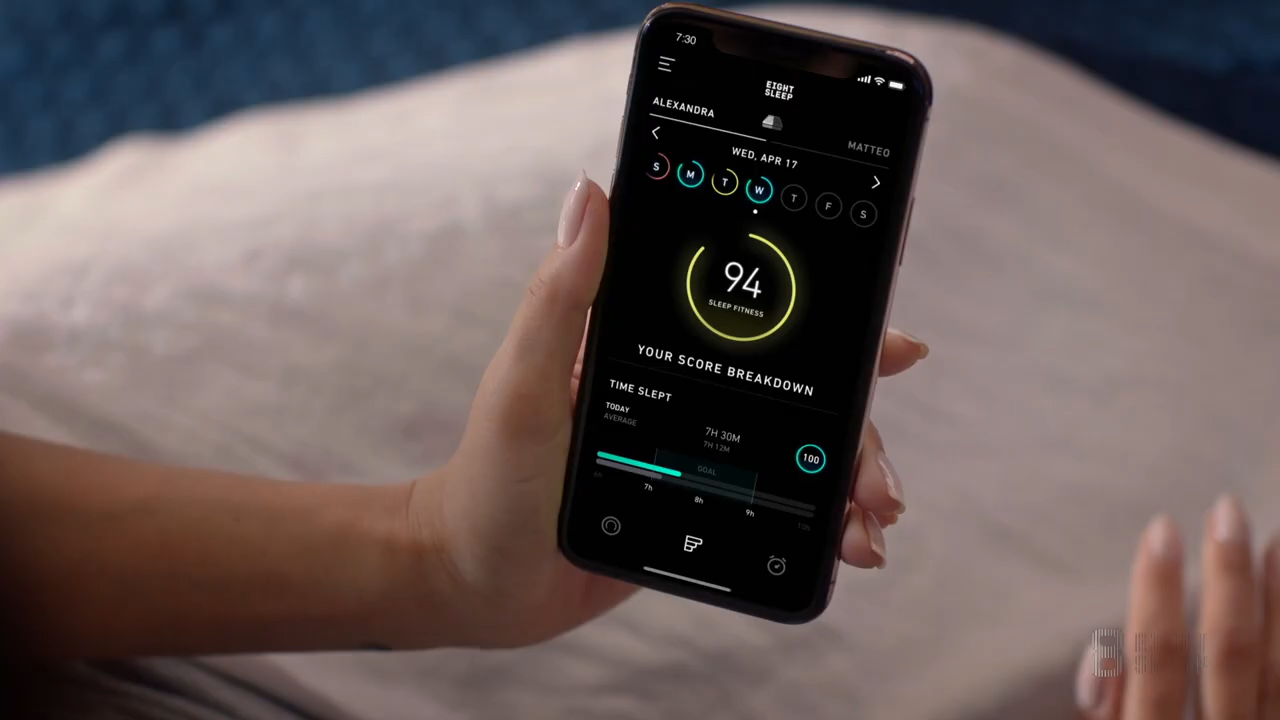 7:30
EIGHT
SLEEP
ALEXANDRA
MATTEO
WED, APR 17
S M T W T F S
94
SLEEP FITNESS
YOUR SCORE BREAKDOWN
TIME SLEPT
TODAY
AVERAGE
7H 30M
7H 12M
100
GOAL
7h 8h 9h 10h